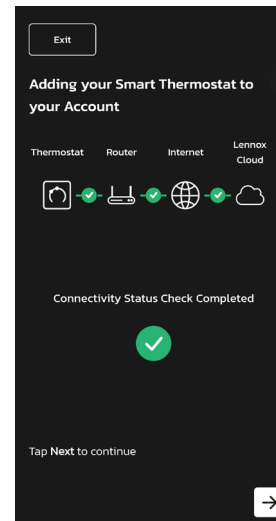 Exit
Adding your Smart Thermostat to
your Account
Thermostat Router Internet Lennox
Cloud
Connectivity Status Check Completed
Tap Next to continue